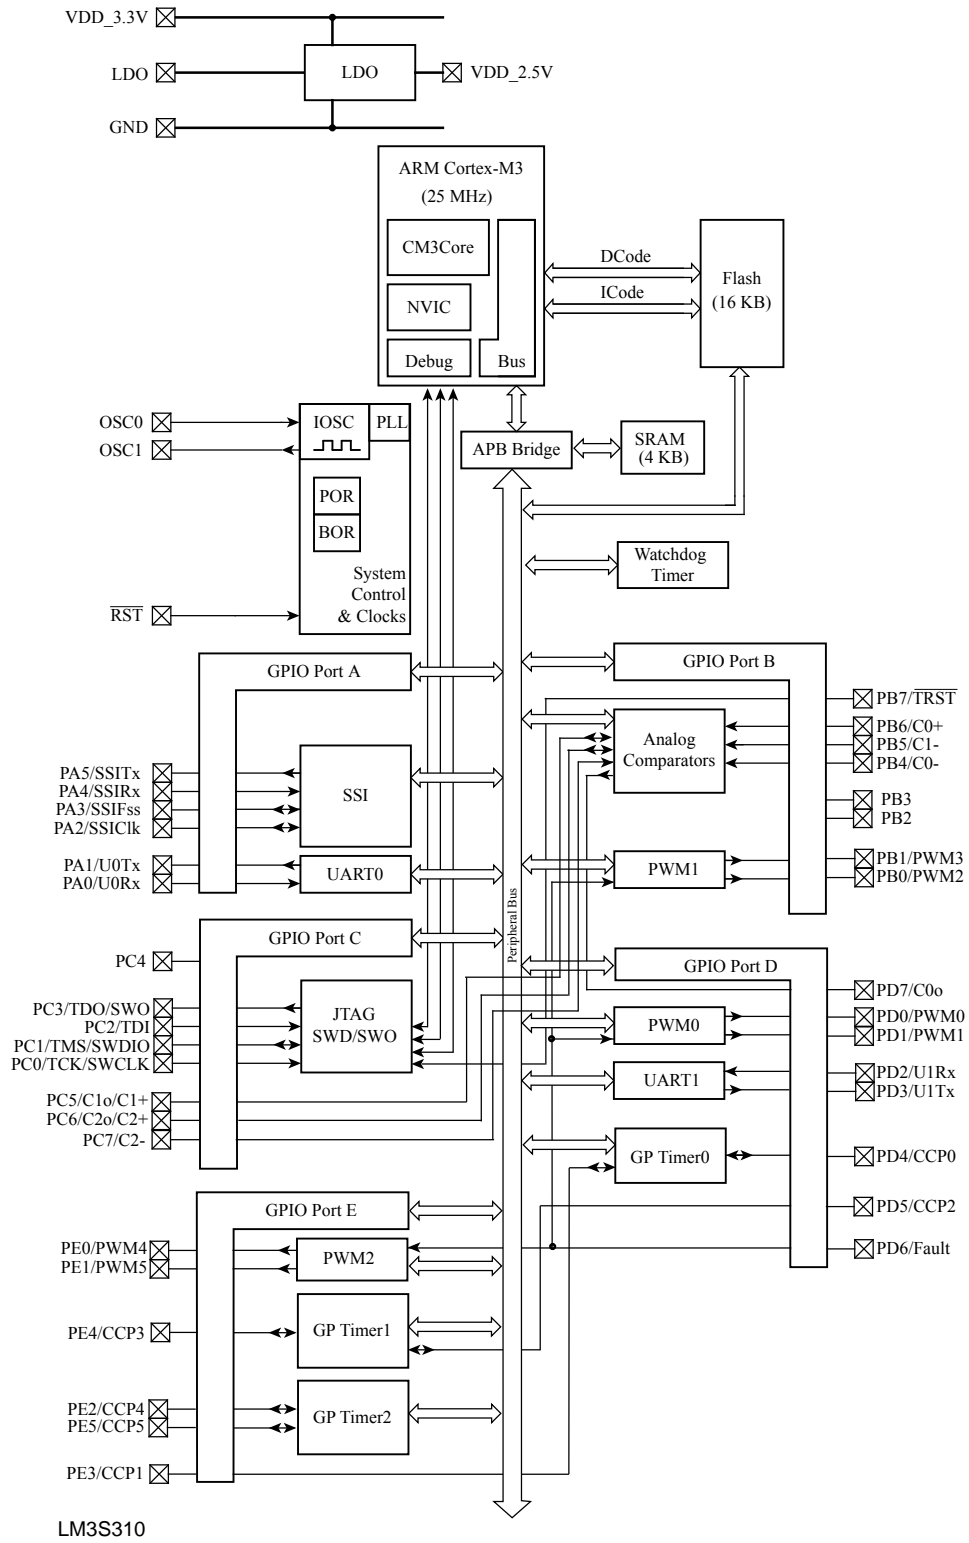 VDD_3.3V
LDO
LDO
VDD_2.5V
GND
ARM Cortex-M3
(25 MHz)
CM3Core
NVIC
Debug
Bus
DCode
ICode
Flash
(16 KB)
OSC0
OSC1
IOSC
PLL
POR
BOR
System
Control
& Clocks
RST
APB Bridge
SRAM
(4 KB)
Watchdog
Timer
GPIO Port A
PA5/SSITx
PA4/SSIRx
PA3/SSIFss
PA2/SSIClk
SSI
PA1/U0Tx
PA0/U0Rx
UART0
GPIO Port B
PB7/TRST
Analog
Comparators
PB6/C0+
PB5/C1-
PB4/C0-
PB3
PB2
PWM1
PB1/PWM3
PB0/PWM2
Peripheral Bus
GPIO Port C
PC4
PC3/TDO/SWO
PC2/TDI
PC1/TMS/SWDIO
PC0/TCK/SWCLK
JTAG
SWD/SWO
PC5/C1o/C1+
PC6/C2o/C2+
PC7/C2-
GPIO Port D
PD7/C0o
PWM0
PD0/PWM0
PD1/PWM1
UART1
PD2/U1Rx
PD3/U1Tx
GP Timer0
PD4/CCP0
PD5/CCP2
PD6/Fault
GPIO Port E
PE0/PWM4
PE1/PWM5
PWM2
PE4/CCP3
GP Timer1
PE2/CCP4
PE5/CCP5
GP Timer2
PE3/CCP1
LM3S310